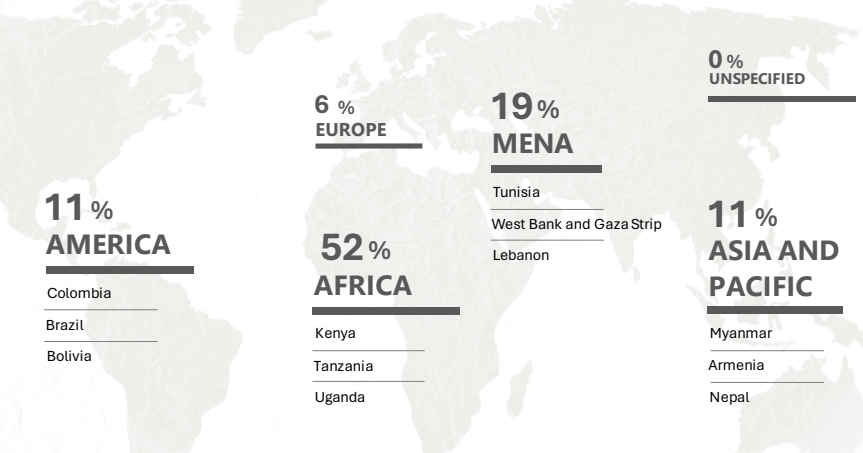 11 %
AMERICA
Colombia
Brazil
Bolivia
6 %
EUROPE
52 %
AFRICA
Kenya
Tanzania
Uganda
19 %
MENA
Tunisia
West Bank and Gaza Strip
Lebanon
0 %
UNSPECIFIED
11 %
ASIA AND
PACIFIC
Myanmar
Armenia
Nepal